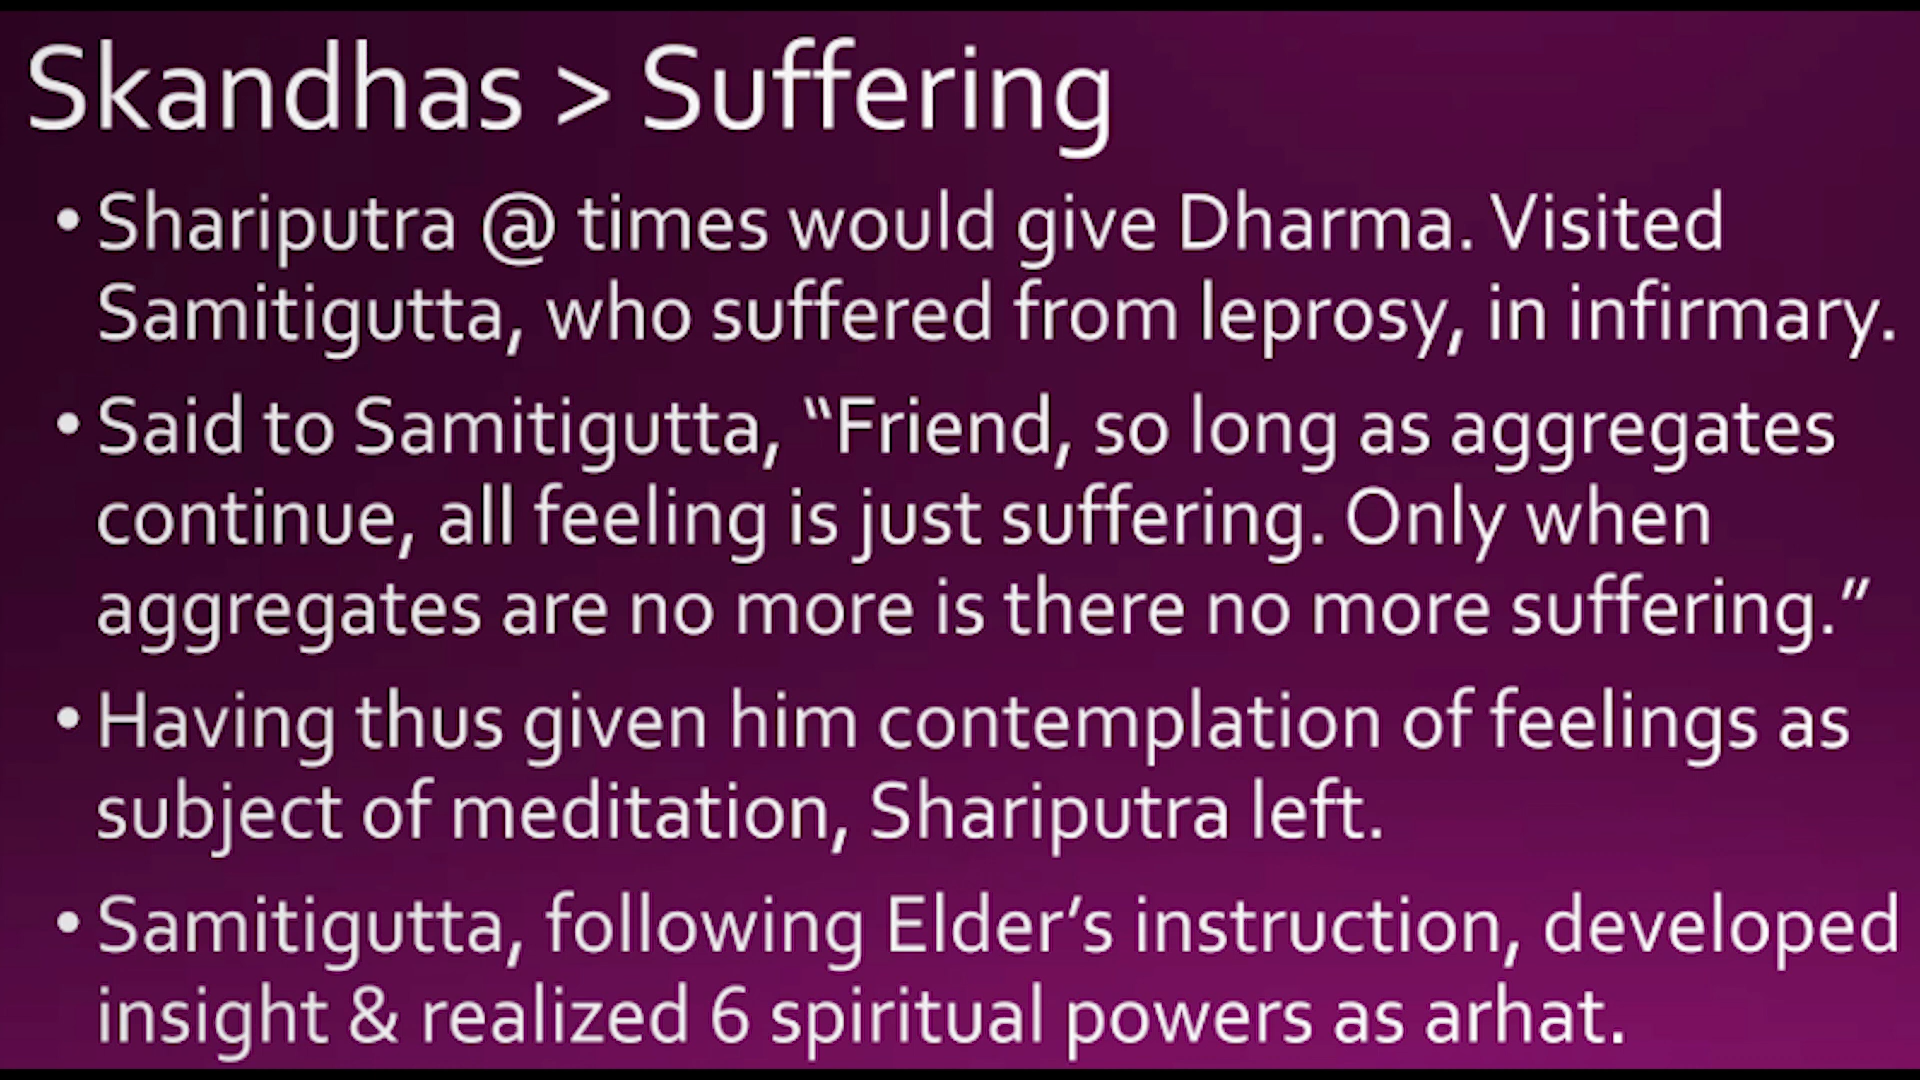 Skandhas > Suffering
• Shariputra @ times would give Dharma. Visited
Samitigutta, who suffered from leprosy, in infirmary.
• Said to Samitigutta, “Friend, so long as aggregates
continue, all feeling is just suffering. Only when
aggregates are no more is there no more suffering.”
• Having thus given him contemplation of feelings as
subject of meditation, Shariputra left.
• Samitigutta, following Elder’s instruction, developed
insight & realized 6 spiritual powers as arhat.